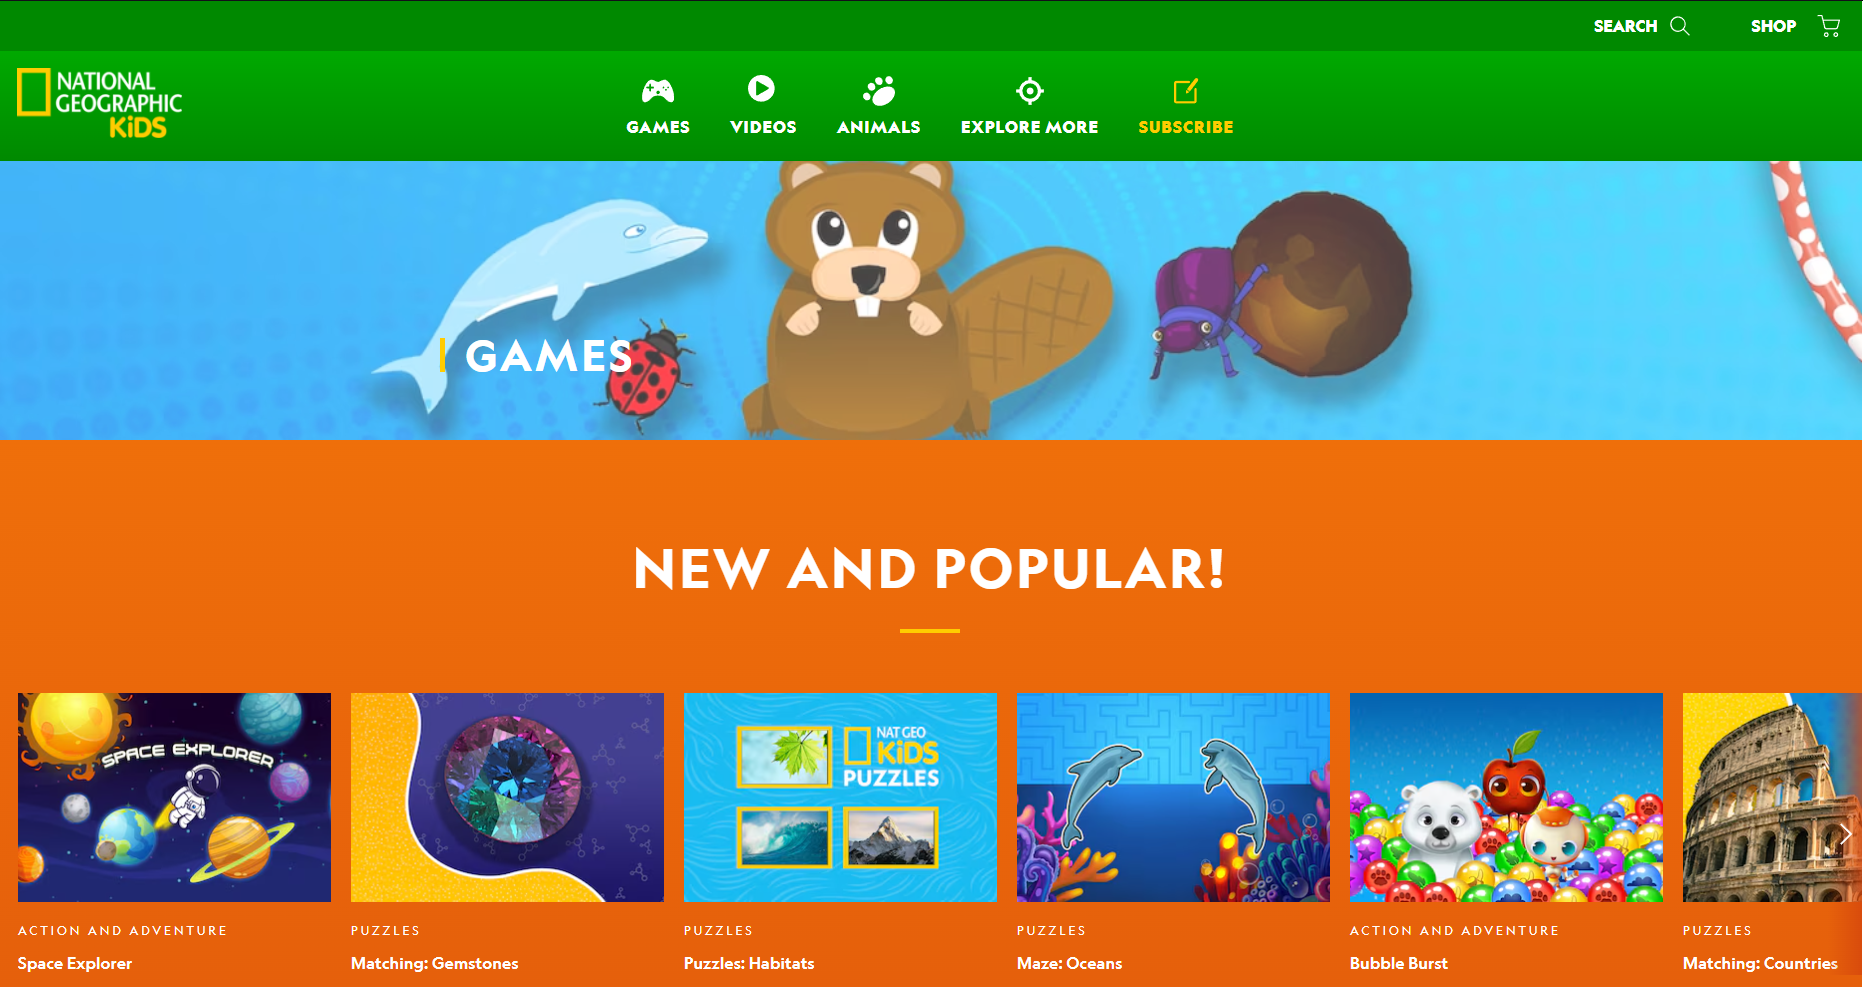 SEARCH
SHOP
NATIONAL
GEOGRAPHIC
KiDS
GAMES
VIDEOS
ANIMALS
EXPLORE MORE
SUBSCRIBE
GAMES
NEW AND POPULAR!
SPACE EXPLORER
NAT GEO
KiDS
PUZZLES
ACTION AND ADVENTURE
Space Explorer
PUZZLES
Matching: Gemstones
PUZZLES
Puzzles: Habitats
PUZZLES
Maze: Oceans
ACTION AND ADVENTURE
Bubble Burst
PUZZLES
Matching: Countries